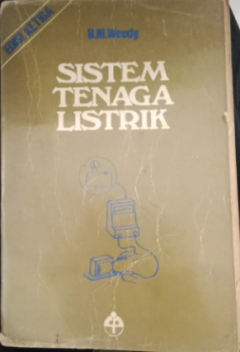 EDISI KETIGA
B.M.Weedy
SISTEM
TENAGA
LISTRIK